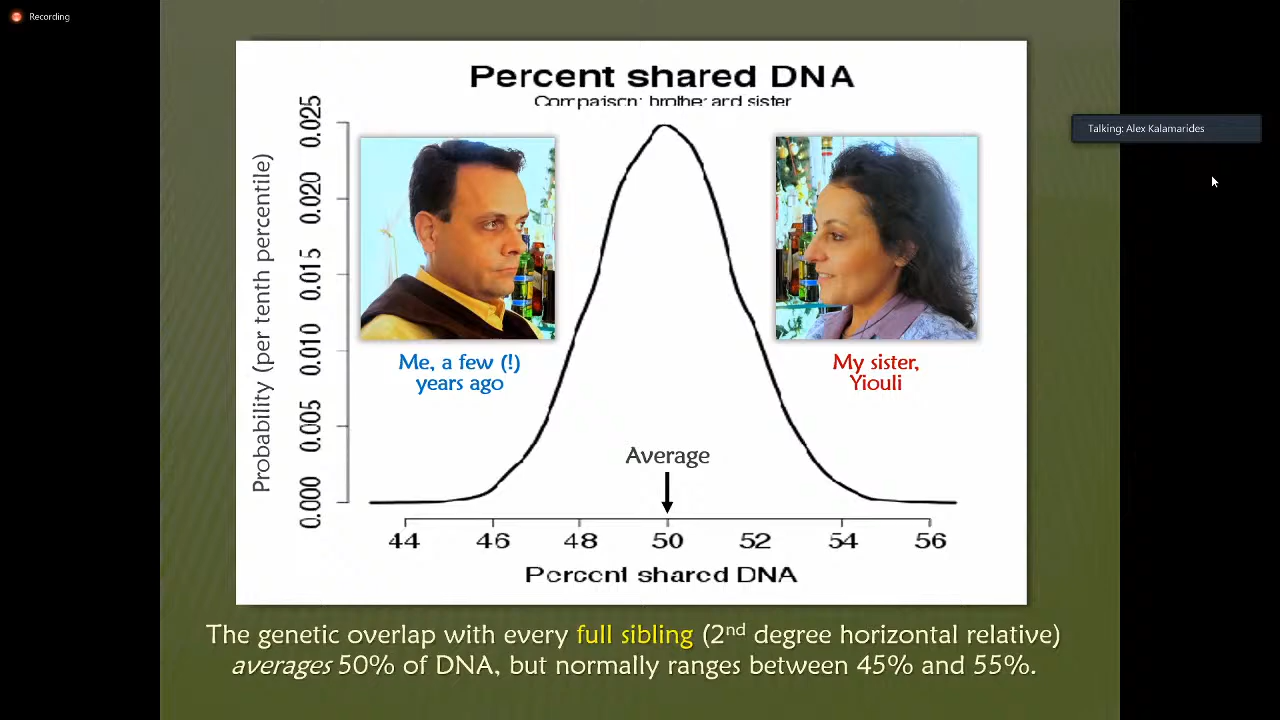 Recording
Talking: Alex Kalamarides
Percent shared DNA
Comparison: brother and sister
Probability (per tenth percentile)
0.025
0.020
0.015
0.010
0.005
0.000
Me, a few (!)
years ago
My sister,
Yiouli
Average
44 46 48 50 52 54 56
Percent shared DNA
The genetic overlap with every full sibling (2nd degree horizontal relative)
averages 50% of DNA, but normally ranges between 45% and 55%.